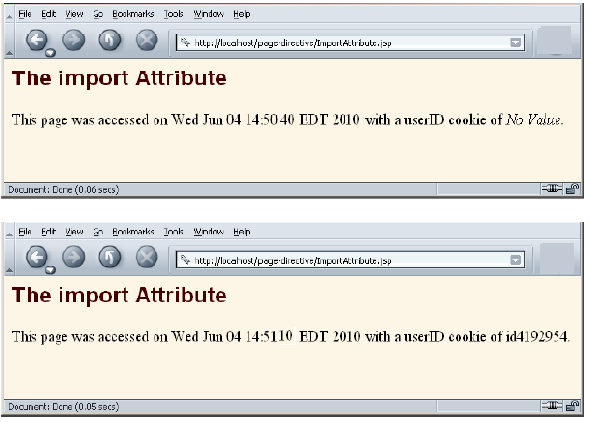 File Edit View Go Bookmarks Tools Window Help
http://localhost/page-directive/ImportAttribute.jsp
The import Attribute
This page was accessed on Wed Jun 04 14:50:40 EDT 2010 with a userID cookie of No Value.
Document: Done (0.06 secs)
File Edit View Go Bookmarks Tools Window Help
http://localhost/page-directive/ImportAttribute.jsp
The import Attribute
This page was accessed on Wed Jun 04 14:5110 EDT 2010 with a userID cookie of id4192954.
Document: Done (0.05 secs)